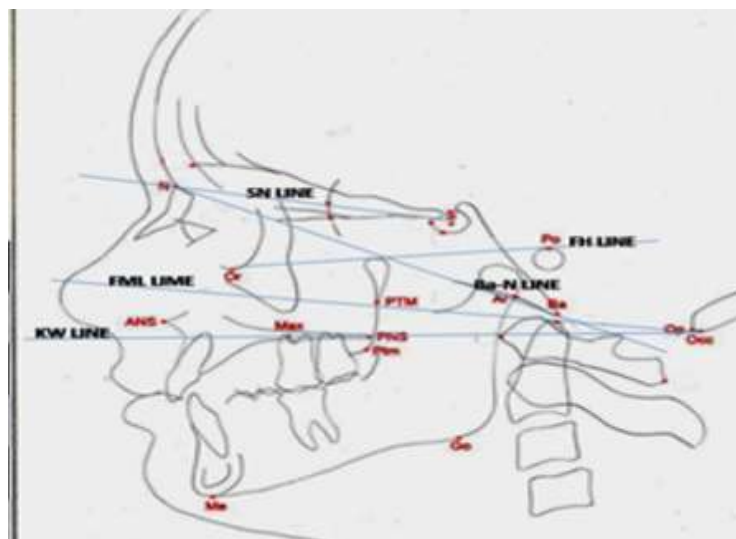 N
SN LINE
S
Po
FH LINE
Or
FML LIME
Ba-N LINE
Ar
PTM
Ba
ANS
Max
KW LINE
PNS
Ptm
Occ
Go
Me